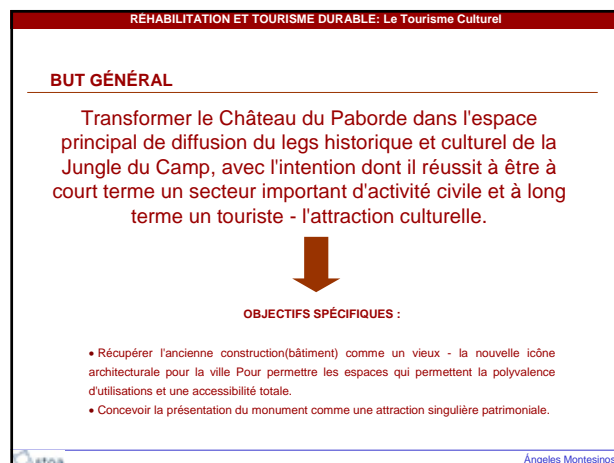 RÉHABILITATION ET TOURISME DURABLE: Le Tourisme Culturel
BUT GÉNÉRAL
Transformer le Château du Paborde dans l'espace
principal de diffusion du legs historique et culturel de la
Jungle du Camp, avec l'intention dont il réussit à être à
court terme un secteur important d'activité civile et à long
terme un touriste - l'attraction culturelle.
OBJECTIFS SPÉCIFIQUES :
• Récupérer l'ancienne construction(bâtiment) comme un vieux - la nouvelle icône
architecturale pour la ville Pour permettre les espaces qui permettent la polyvalence
d'utilisations et une accessibilité totale.
• Concevoir la présentation du monument comme une attraction singulière patrimoniale.
Ángeles Montesinos